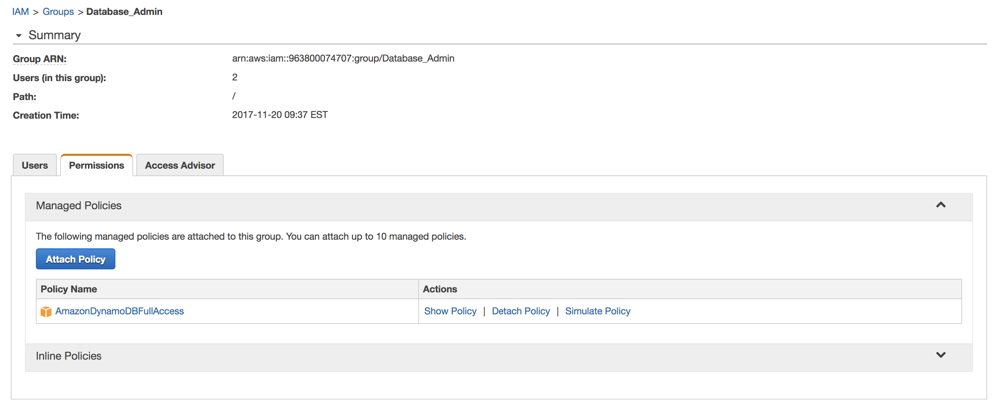 IAM > Groups > Database_Admin
Summary
Group ARN: arn:aws:iam::963800074707:group/Database_Admin
Users (in this group): 2
Path: /
Creation Time: 2017-11-20 09:37 EST
Users Permissions Access Advisor
Managed Policies
The following managed policies are attached to this group. You can attach up to 10 managed policies.
Attach Policy
Policy Name Actions
AmazonDynamoDBFullAccess Show Policy | Detach Policy | Simulate Policy
Inline Policies